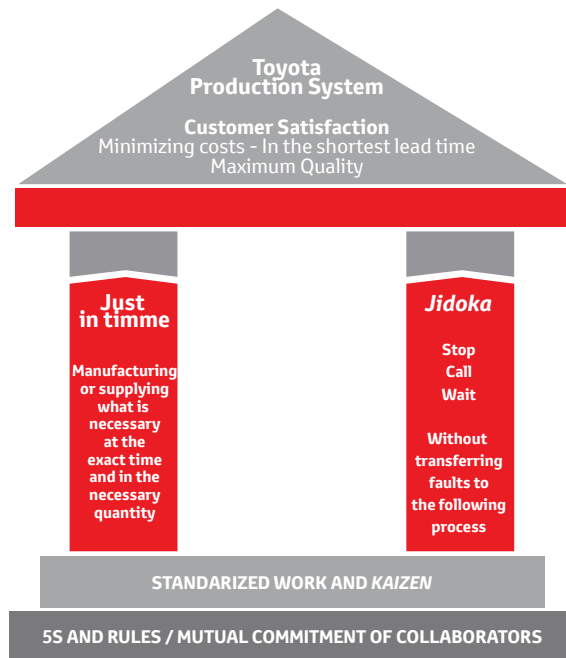 Toyota
Production System
Customer Satisfaction
Minimizing costs - In the shortest lead time
Maximum Quality
Just
in timme
Manufacturing
or supplying
what is
necessary
at the
exact time
and in the
necessary
quantity
Jidoka
Stop
Call
Wait
Without
transferring
faults to
the following
process
STANDARIZED WORK AND KAIZEN
5S AND RULES / MUTUAL COMMITMENT OF COLLABORATORS